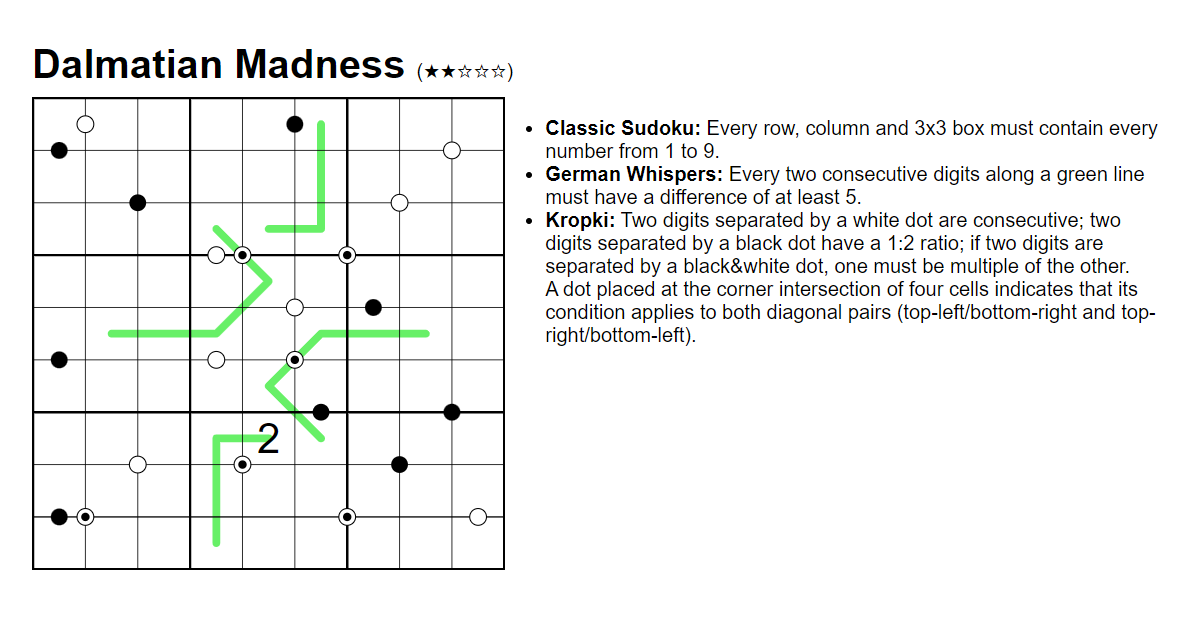 Dalmatian Madness (★★☆☆☆)
• Classic Sudoku: Every row, column and 3x3 box must contain every
number from 1 to 9.
• German Whispers: Every two consecutive digits along a green line
must have a difference of at least 5.
• Kropki: Two digits separated by a white dot are consecutive; two
digits separated by a black dot have a 1:2 ratio; if two digits are
separated by a black&white dot, one must be multiple of the other.
A dot placed at the corner intersection of four cells indicates that its
condition applies to both diagonal pairs (top-left/bottom-right and top-
right/bottom-left).
2